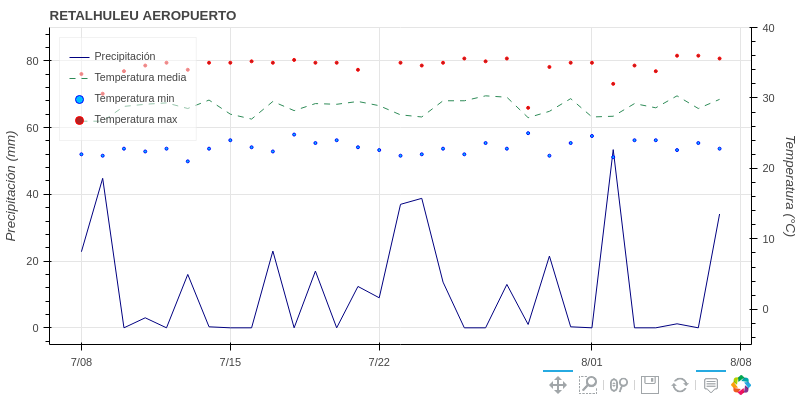 RETALHULEU AEROPUERTO
Precipitación
Temperatura media
Temperatura min
Temperatura max
Precipitación (mm)
80
60
40
20
0
Temperatura (°C)
40
30
20
10
0
7/08
7/15
7/22
8/01
8/08